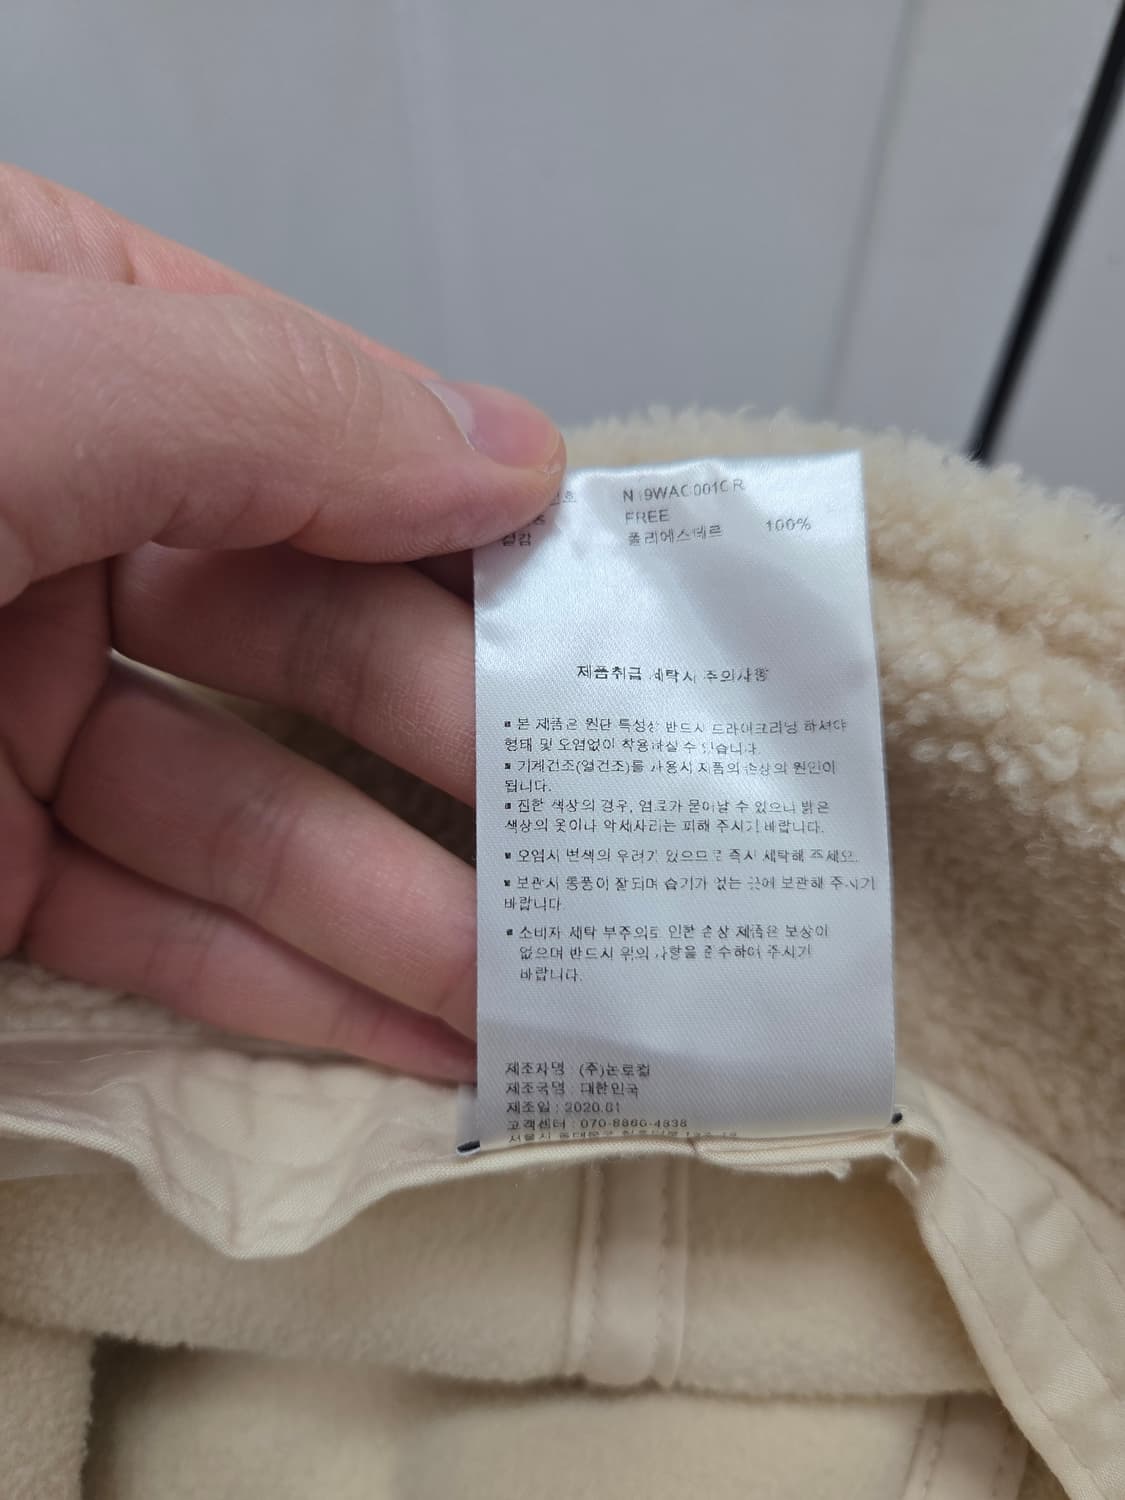 FREE
겉감 폴리에스테르 100%
제품취급 세탁시 주의사항
■ 본 제품은 원단 특성상 반드시 드라이크리닝 하셔야
형태 및 오염없이 착용하실 수 있습니다.
■ 기계건조(열건조)를 사용시 제품의 손상의 원인이
됩니다.
■ 진한 색상의 경우, 염료가 묻어날 수 있으니 밝은
색상의 옷이나 악세사리는 피해 주시기 바랍니다.
■ 오염시 변색의 우려가 있으므로 즉시 세탁해 주세요.
■ 보관시 통풍이 잘되며 습기가 없는 곳에 보관해 주시기
바랍니다.
■ 소비자 세탁 부주의로 인한 손상 제품은 보상이
없으며 반드시 위의 사항을 준수하여 주시기
바랍니다.
제조자명 : (주)논로컬
제조국명 : 대한민국
제조일 : 2020.01
고객센터 : 070-8860-4838
서울시 동대문구